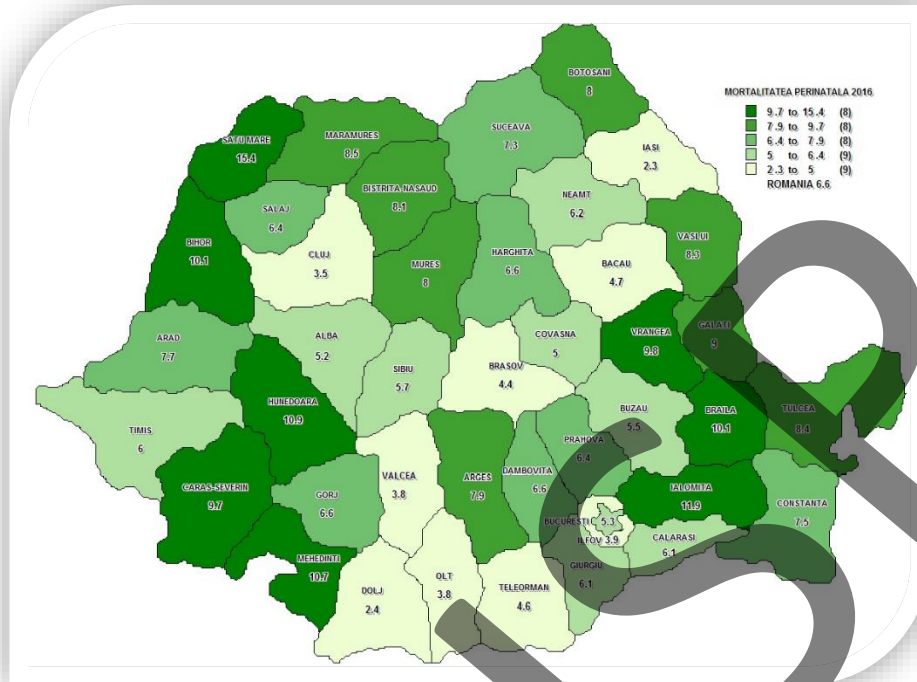 BOTOSANI
8
MORTALITATEA PERINATALA 2016
9.7 to 15.4 (8)
7.9 to 9.7 (8)
6.4 to 7.9 (8)
5 to 6.4 (9)
2.3 to 5 (9)
ROMANIA 6.6
SATU MARE
15.4
MARAMURES
8.5
SUCEAVA
7.3
IASI
2.3
BISTRITA-NASAUD
8.1
NEAMT
6.2
SALAJ
6.4
BIHOR
10.1
CLUJ
3.5
MURES
8
HARGHITA
6.6
BACAU
4.7
VASLUI
8.3
ARAD
7.7
ALBA
5.2
SIBIU
5.7
BRASOV
4.4
COVASNA
5
VRANCEA
9.8
GALATI
9
TIMIS
6
HUNEDOARA
10.9
BUZAU
5.5
BRAILA
10.1
TULCEA
8.4
CARAS-SEVERIN
9.7
GORJ
6.6
VALCEA
3.8
ARGES
7.9
DAMBOVITA
6.6
PRAHOVA
6.4
IALOMITA
11.9
CONSTANTA
7.5
BUCURESTI 5.3
ILFOV 3.9
CALARASI
6.1
MEHEDINTI
10.7
DOLJ
2.4
OLT
3.8
TELEORMAN
4.6
GIURGIU
6.1